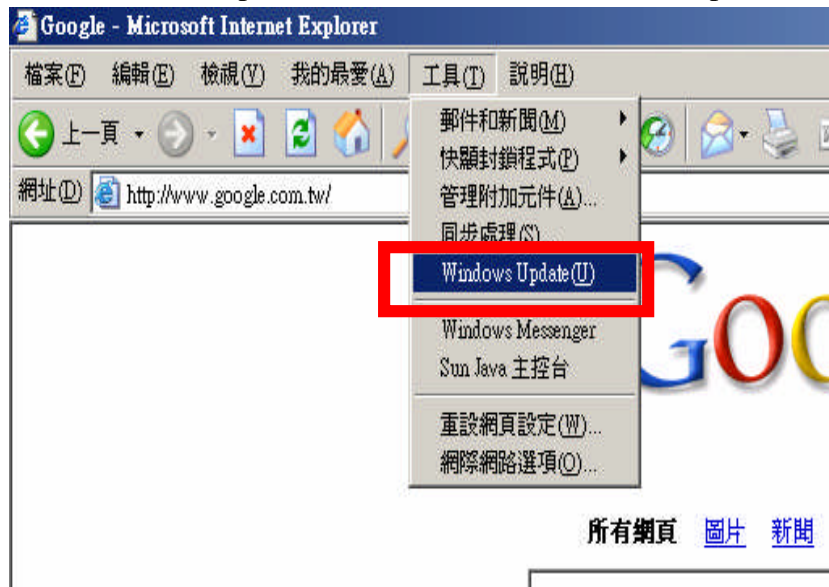 Google - Microsoft Internet Explorer
檔案(F) 編輯(E) 檢視(V) 我的最愛(A) 工具(T) 說明(H)
上一頁
網址(D) http://www.google.com.tw/
郵件和新聞(M)
快顯封鎖程式(P)
管理附加元件(A)...
同步處理(S)...
Windows Update(U)
Windows Messenger
Sun Java 主控台
重設網頁設定(W)...
網際網路選項(O)...
Goo
所有網頁 圖片 新聞